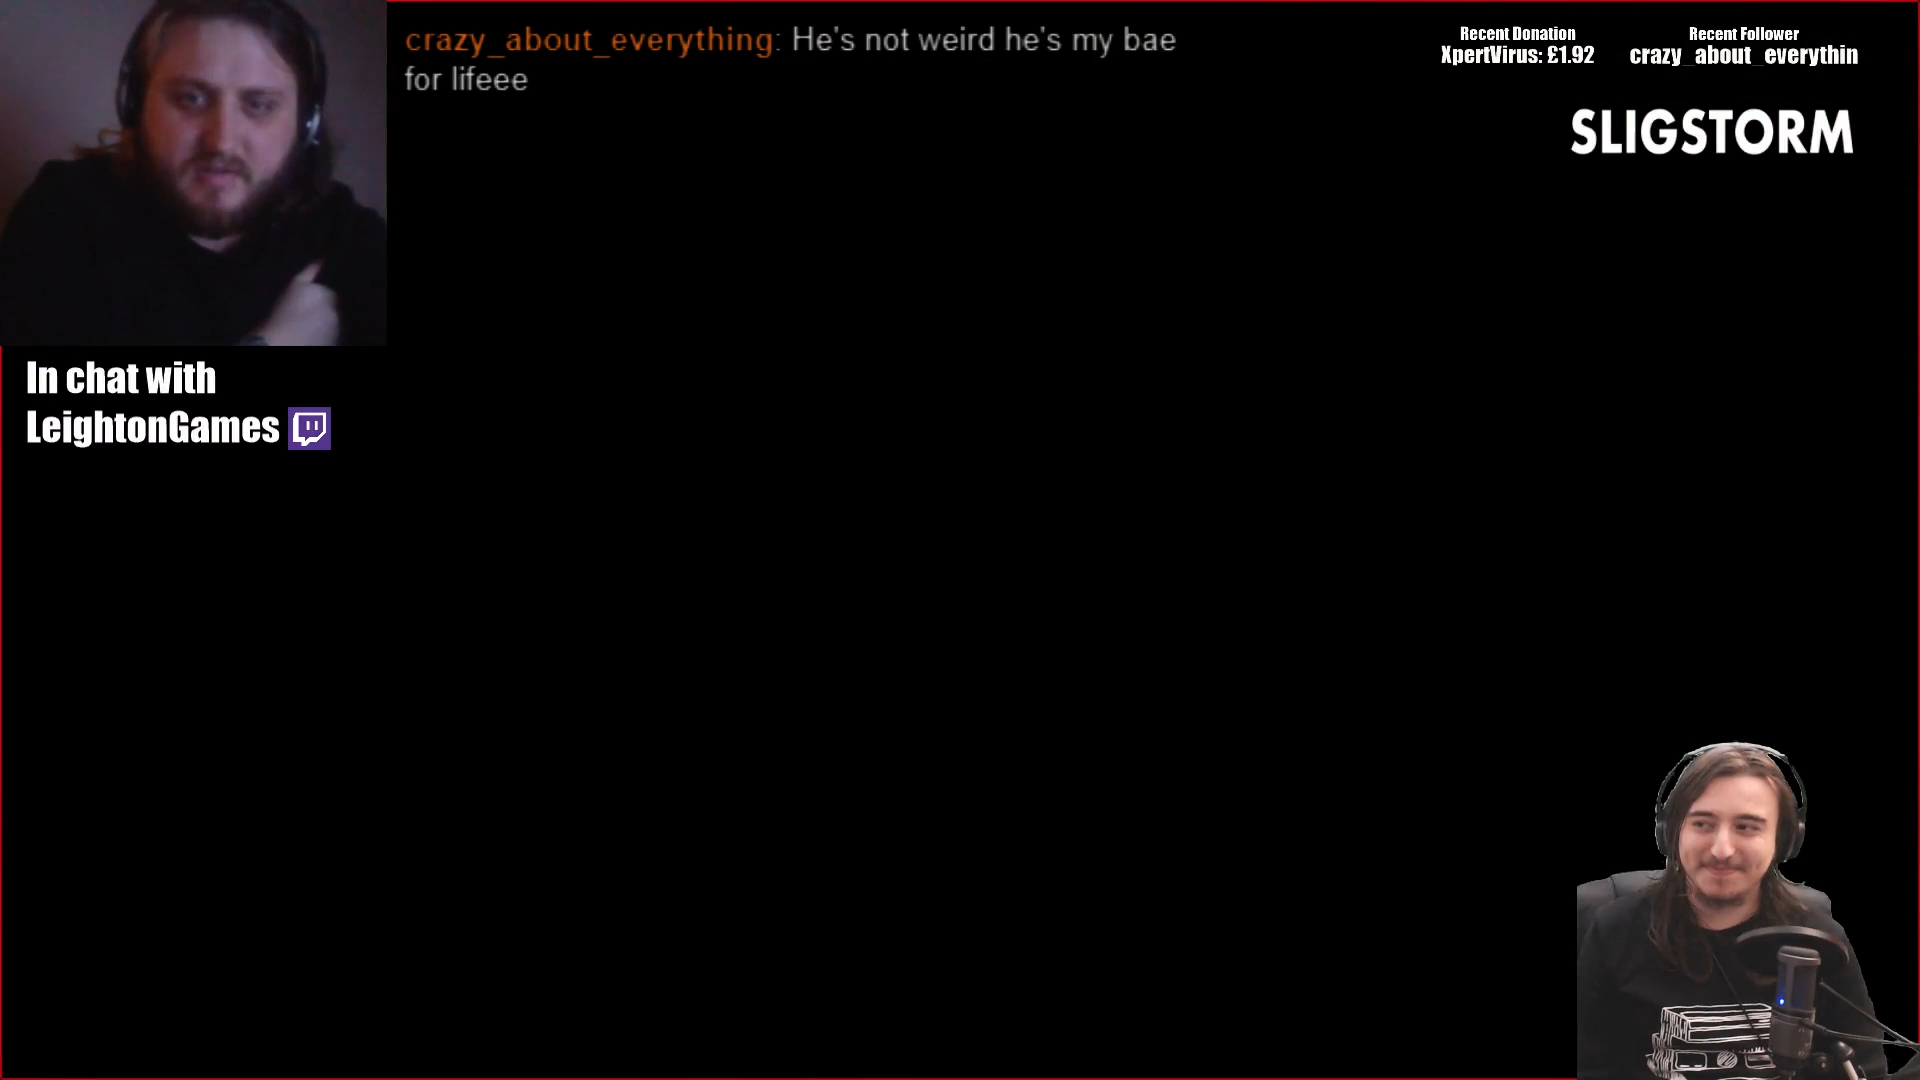 crazy_about_everything: He's not weird he's my bae
for lifeee
Recent Donation
XpertVirus: £1.92
Recent Follower
crazy_about_everythin
SLIGSTORM
In chat with
LeightonGames